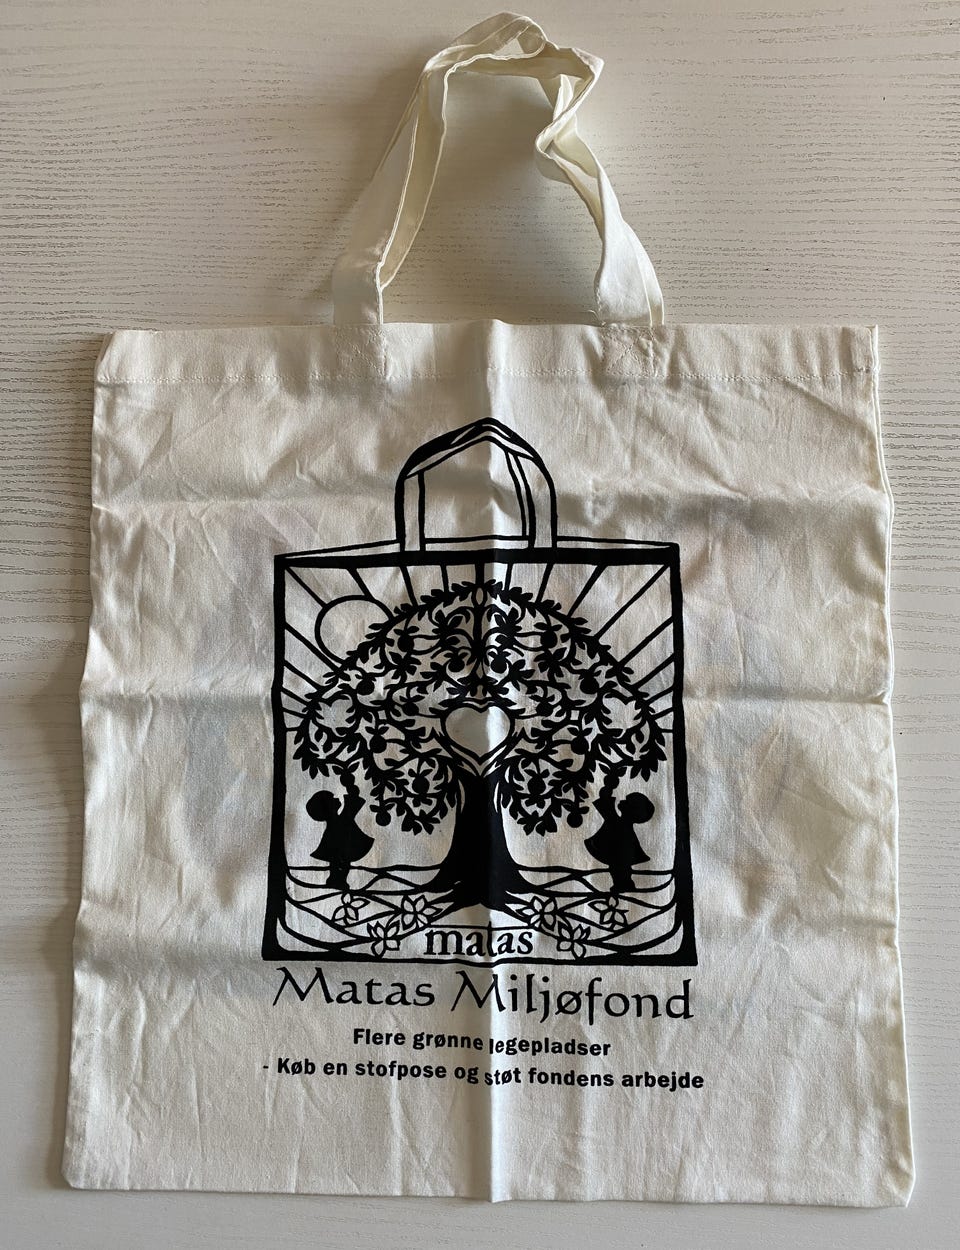 matas
Matas Miljøfond
Flere grønne legepladser
- Køb en stofpose og støt fondens arbejde